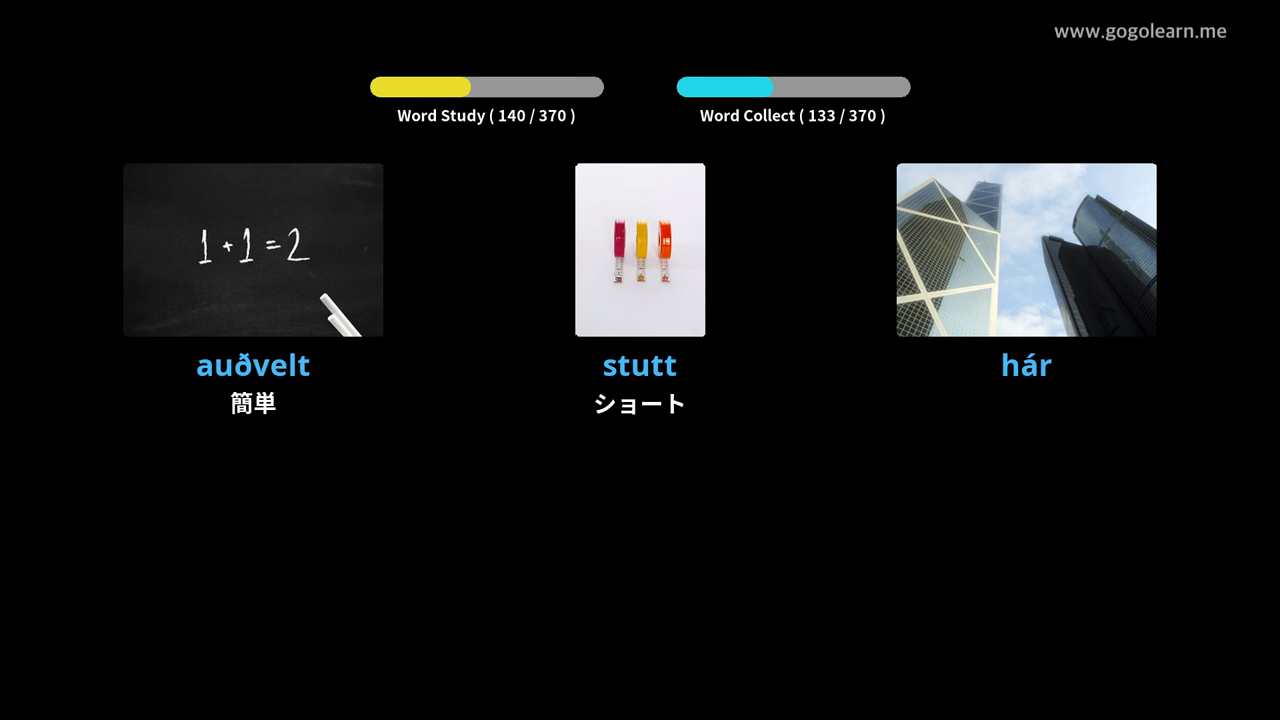 www.gogolearn.me
Word Study ( 140 / 370 )
Word Collect ( 133 / 370 )
1 + 1 = 2
auðvelt
簡単
stutt
ショート
hár